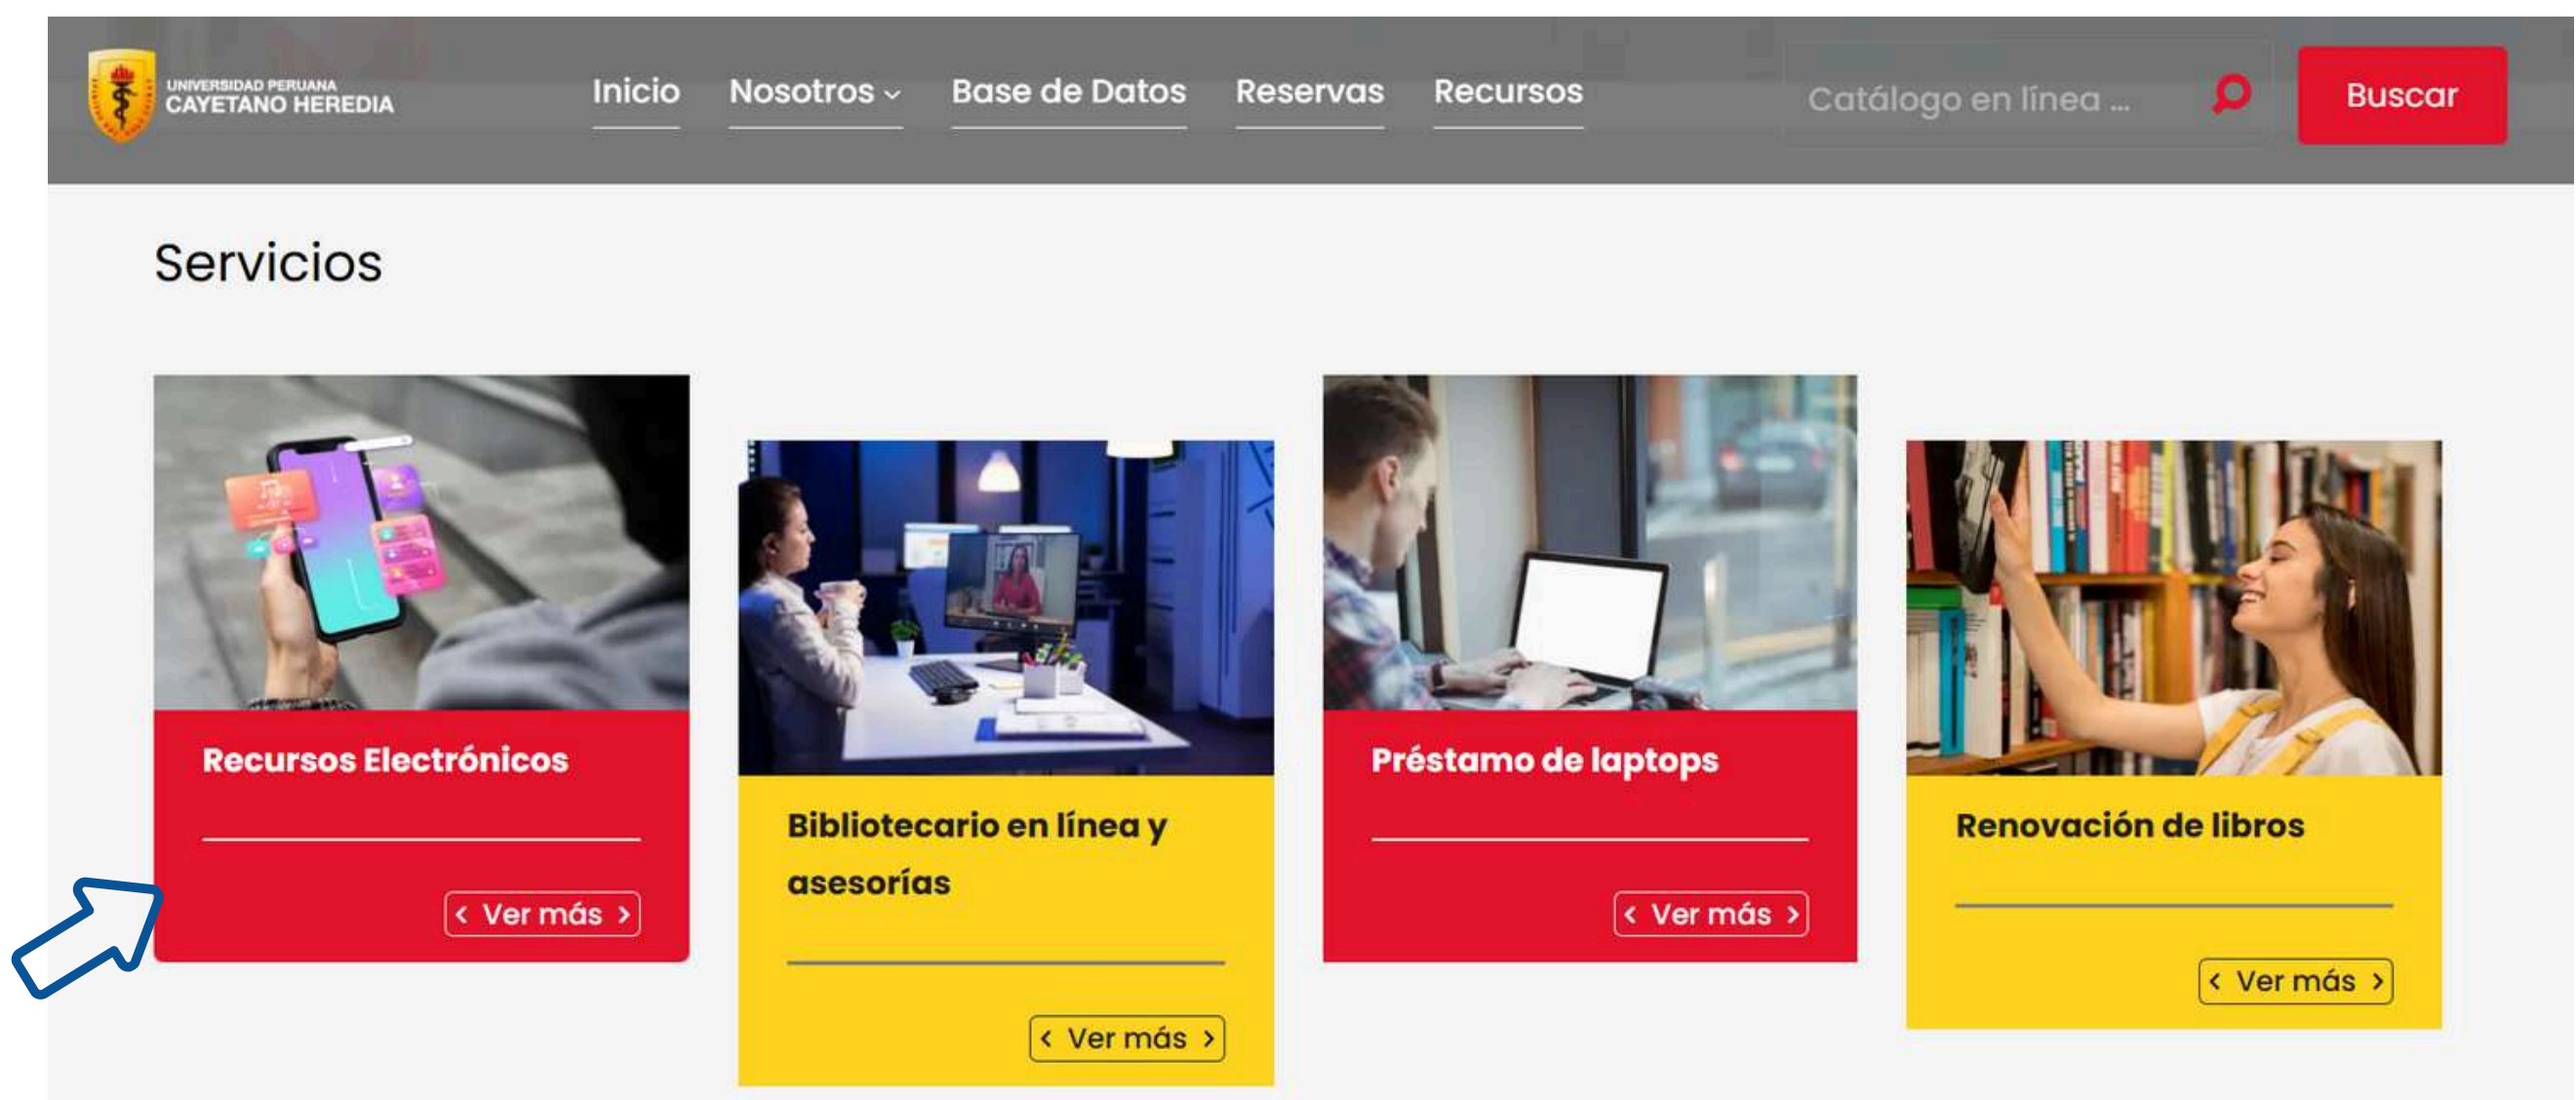 UNIVERSIDAD PERUANA
CAYETANO HEREDIA
Inicio
Nosotros
Base de Datos
Reservas
Recursos
Catálogo en línea ...
Buscar
Servicios
Recursos Electrónicos
Ver más
Bibliotecario en línea y
asesorías
Ver más
Préstamo de laptops
Ver más
Renovación de libros
Ver más